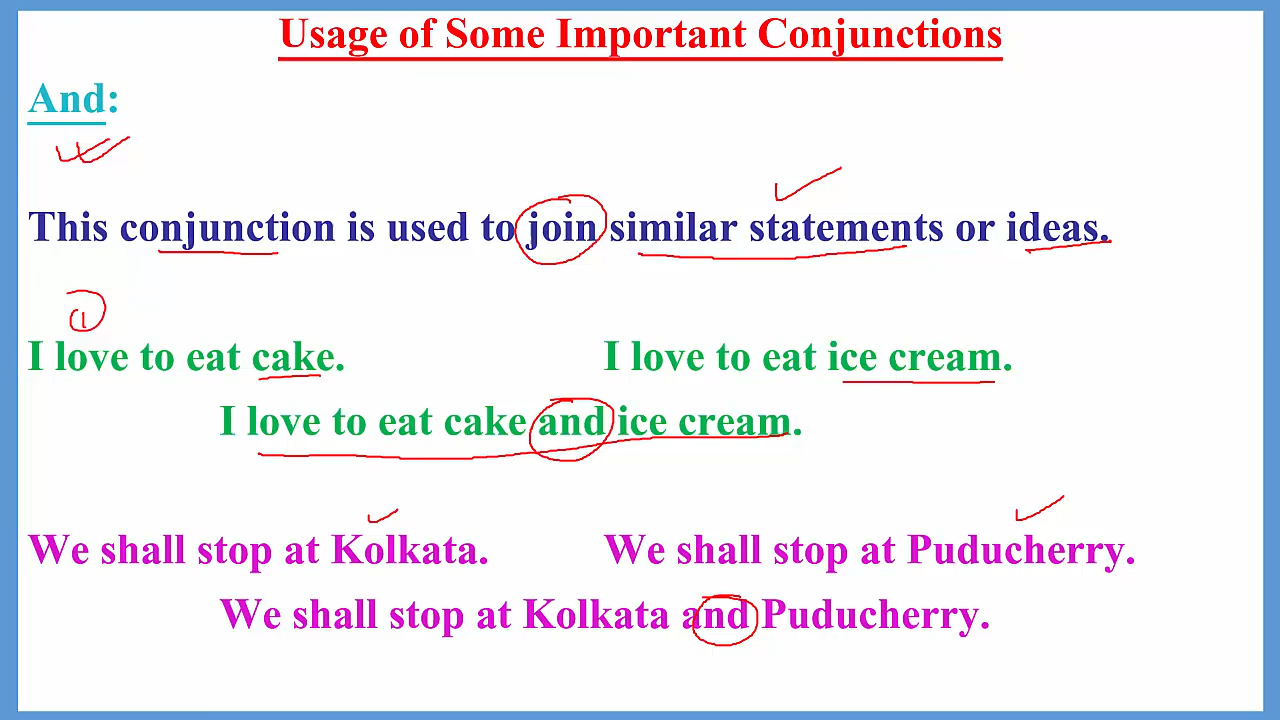 Usage of Some Important Conjunctions
And:
This conjunction is used to join similar statements or ideas.
1
I love to eat cake. I love to eat ice cream.
I love to eat cake and ice cream.
We shall stop at Kolkata. We shall stop at Puducherry.
We shall stop at Kolkata and Puducherry.